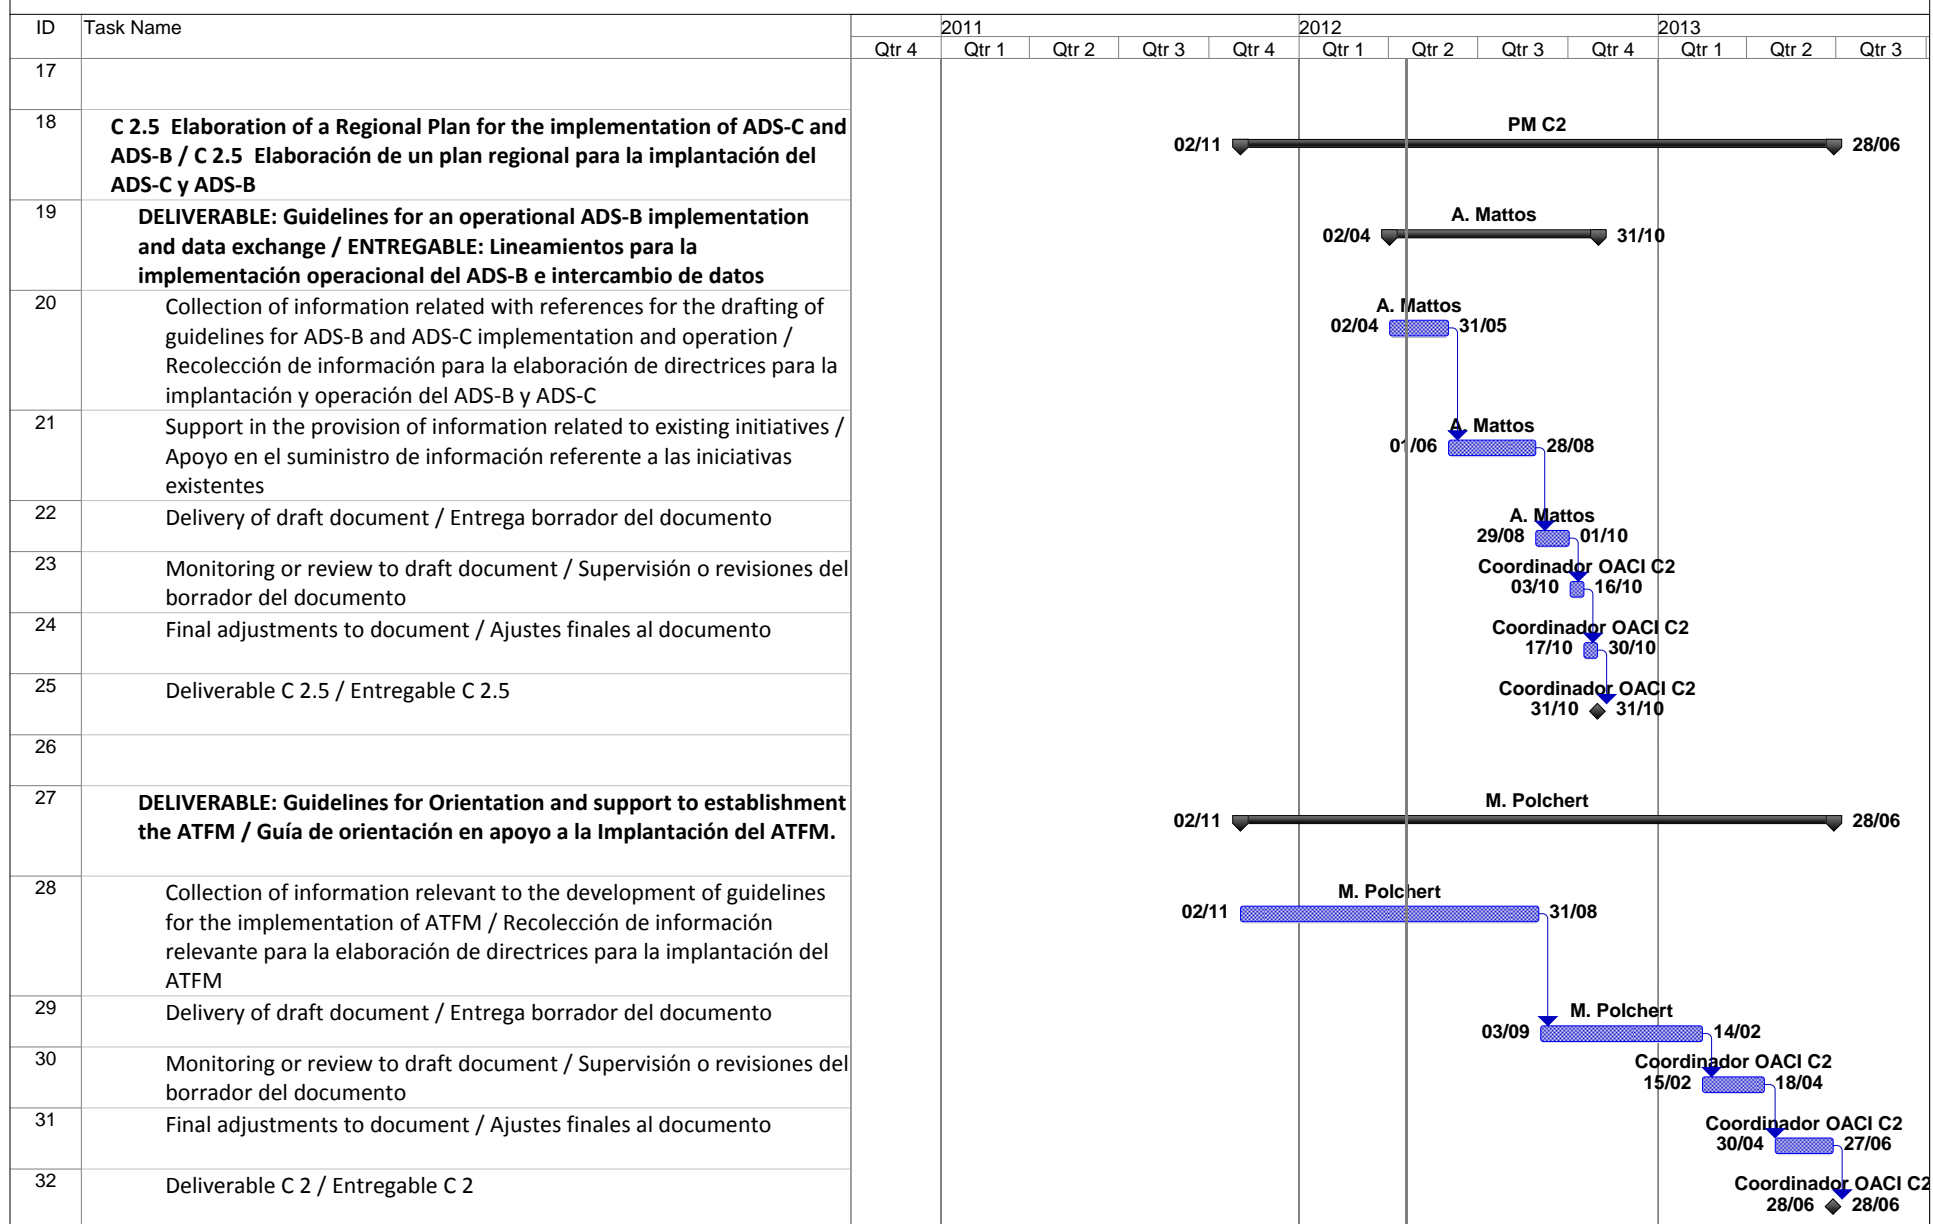 ID Task Name 2011 2012 2013
Qtr 4 Qtr 1 Qtr 2 Qtr 3 Qtr 4 Qtr 1 Qtr 2 Qtr 3 Qtr 4 Qtr 1 Qtr 2 Qtr 3
17
18 C 2.5 Elaboration of a Regional Plan for the implementation of ADS-C and
ADS-B / C 2.5 Elaboración de un plan regional para la implantación del
ADS-C y ADS-B
PM C2
02/11 28/06
19 DELIVERABLE: Guidelines for an operational ADS-B implementation
and data exchange / ENTREGABLE: Lineamientos para la
implementación operacional del ADS-B e intercambio de datos
A. Mattos
02/04 31/10
20 Collection of information related with references for the drafting of
guidelines for ADS-B and ADS-C implementation and operation /
Recolección de información para la elaboración de directrices para la
implantación y operación del ADS-B y ADS-C
A. Mattos
02/04 31/05
21 Support in the provision of information related to existing initiatives /
Apoyo en el suministro de información referente a las iniciativas
existentes
A. Mattos
01/06 28/08
22 Delivery of draft document / Entrega borrador del documento
A. Mattos
29/08 01/10
23 Monitoring or review to draft document / Supervisión o revisiones del
borrador del documento
Coordinador OACI C2
03/10 16/10
24 Final adjustments to document / Ajustes finales al documento
Coordinador OACI C2
17/10 30/10
25 Deliverable C 2.5 / Entregable C 2.5
Coordinador OACI C2
31/10 31/10
26
27 DELIVERABLE: Guidelines for Orientation and support to establishment
the ATFM / Guía de orientación en apoyo a la Implantación del ATFM.
M. Polchert
02/11 28/06
28 Collection of information relevant to the development of guidelines
for the implementation of ATFM / Recolección de información
relevante para la elaboración de directrices para la implantación del
ATFM
M. Polchert
02/11 31/08
29 Delivery of draft document / Entrega borrador del documento
M. Polchert
03/09 14/02
30 Monitoring or review to draft document / Supervisión o revisiones del
borrador del documento
Coordinador OACI C2
15/02 18/04
31 Final adjustments to document / Ajustes finales al documento
Coordinador OACI C2
30/04 27/06
32 Deliverable C 2 / Entregable C 2
Coordinador OACI C2
28/06 28/06